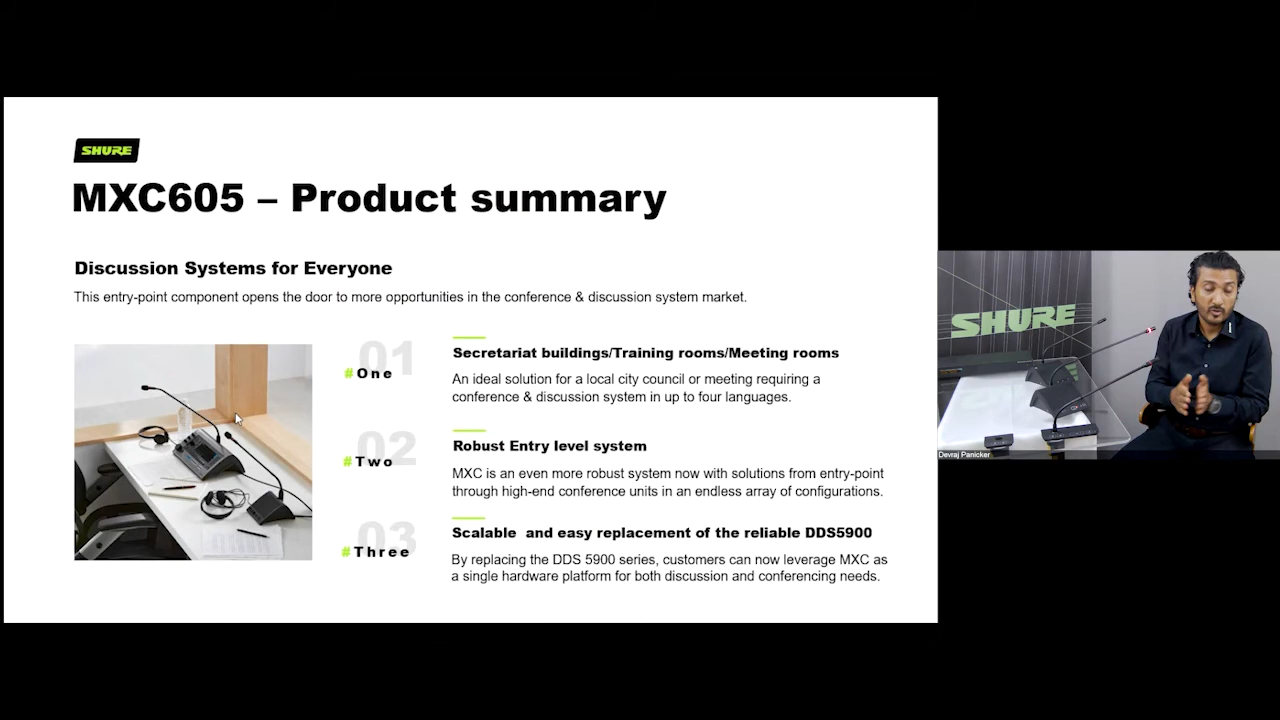 SHURE
MXC605 – Product summary
Discussion Systems for Everyone
This entry-point component opens the door to more opportunities in the conference & discussion system market.
01
#One
Secretariat buildings/Training rooms/Meeting rooms
An ideal solution for a local city council or meeting requiring a
conference & discussion system in up to four languages.
02
#Two
Robust Entry level system
MXC is an even more robust system now with solutions from entry-point
through high-end conference units in an endless array of configurations.
03
#Three
Scalable  and easy replacement of the reliable DDS5900
By replacing the DDS 5900 series, customers can now leverage MXC as
a single hardware platform for both discussion and conferencing needs.
SHURE
Devraj Panicker